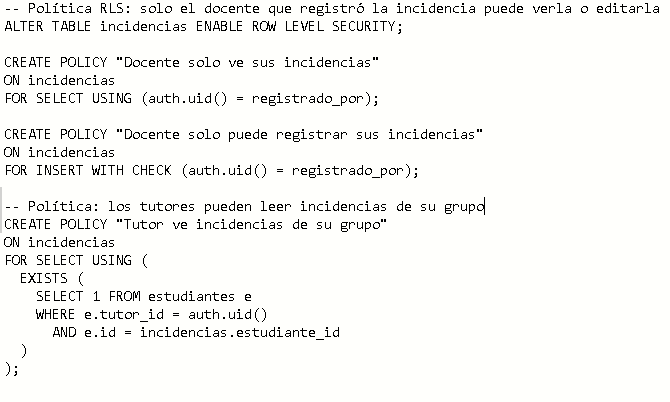 -- Política RLS: solo el docente que registró la incidencia puede verla o editarla
ALTER TABLE incidencias ENABLE ROW LEVEL SECURITY;
CREATE POLICY "Docente solo ve sus incidencias"
ON incidencias
FOR SELECT USING (auth.uid() = registrado_por);
CREATE POLICY "Docente solo puede registrar sus incidencias"
ON incidencias
FOR INSERT WITH CHECK (auth.uid() = registrado_por);
-- Política: los tutores pueden leer incidencias de su grupo
CREATE POLICY "Tutor ve incidencias de su grupo"
ON incidencias
FOR SELECT USING (
  EXISTS (
    SELECT 1 FROM estudiantes e
    WHERE e.tutor_id = auth.uid()
      AND e.id = incidencias.estudiante_id
  )
);